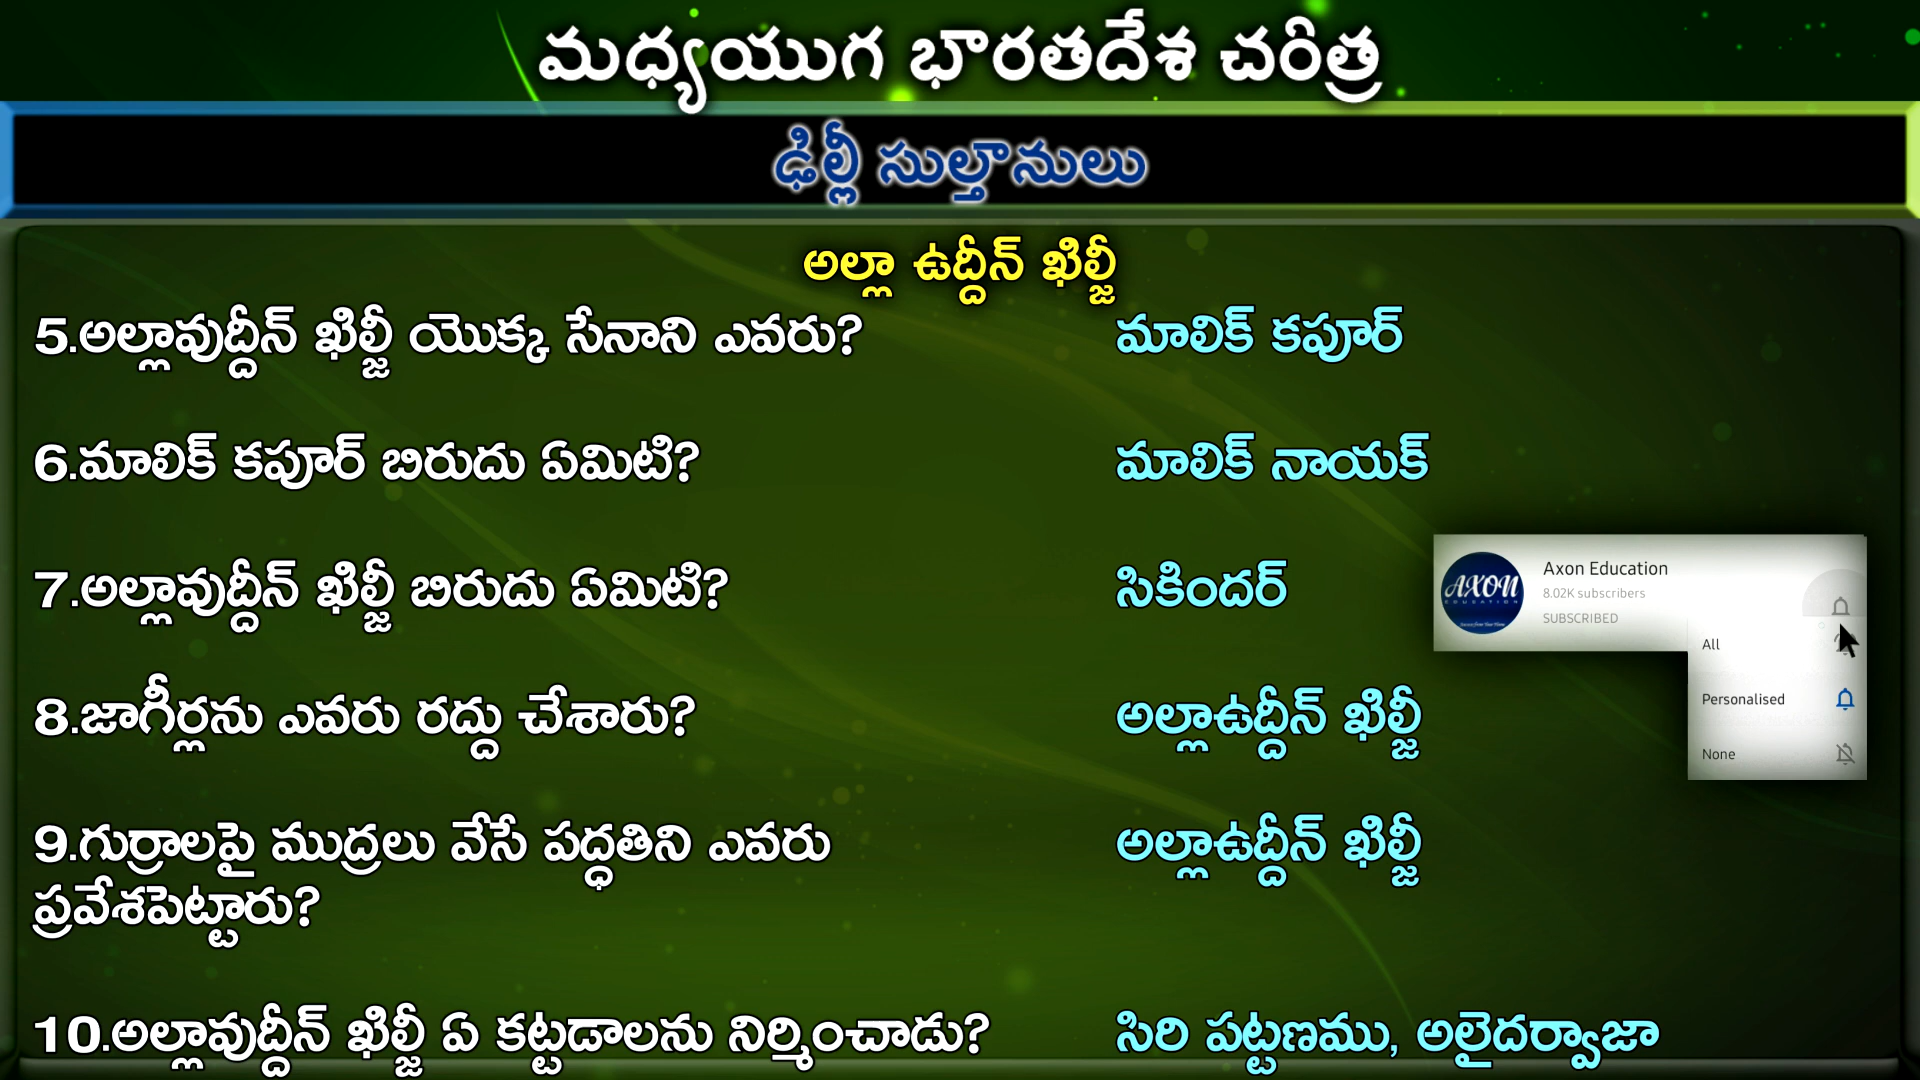 మధ్యయుగ భారతదేశ చరిత్ర
ఢిల్లీ సుల్తానులు
అల్లా ఉద్దీన్ ఖిల్జీ
5.అల్లావుద్దీన్ ఖిల్జీ యొక్క సేనాని ఎవరు? మాలిక్ కపూర్
6.మాలిక్ కపూర్ బిరుదు ఏమిటి? మాలిక్ నాయక్
7.అల్లావుద్దీన్ ఖిల్జీ బిరుదు ఏమిటి? సికిందర్
Axon Education
8.02K subscribers
SUBSCRIBED
AXON
EDUCATION
All
Personalised
None
8.జాగీర్లను ఎవరు రద్దు చేశారు? అల్లాఉద్దీన్ ఖిల్జీ
9.గుర్రాలపై ముద్రలు వేసే పద్ధతిని ఎవరు అల్లాఉద్దీన్ ఖిల్జీ
ప్రవేశపెట్టారు?
10.అల్లావుద్దీన్ ఖిల్జీ ఏ కట్టడాలను నిర్మించాడు? సిరి పట్టణము, అలైదర్వాజా